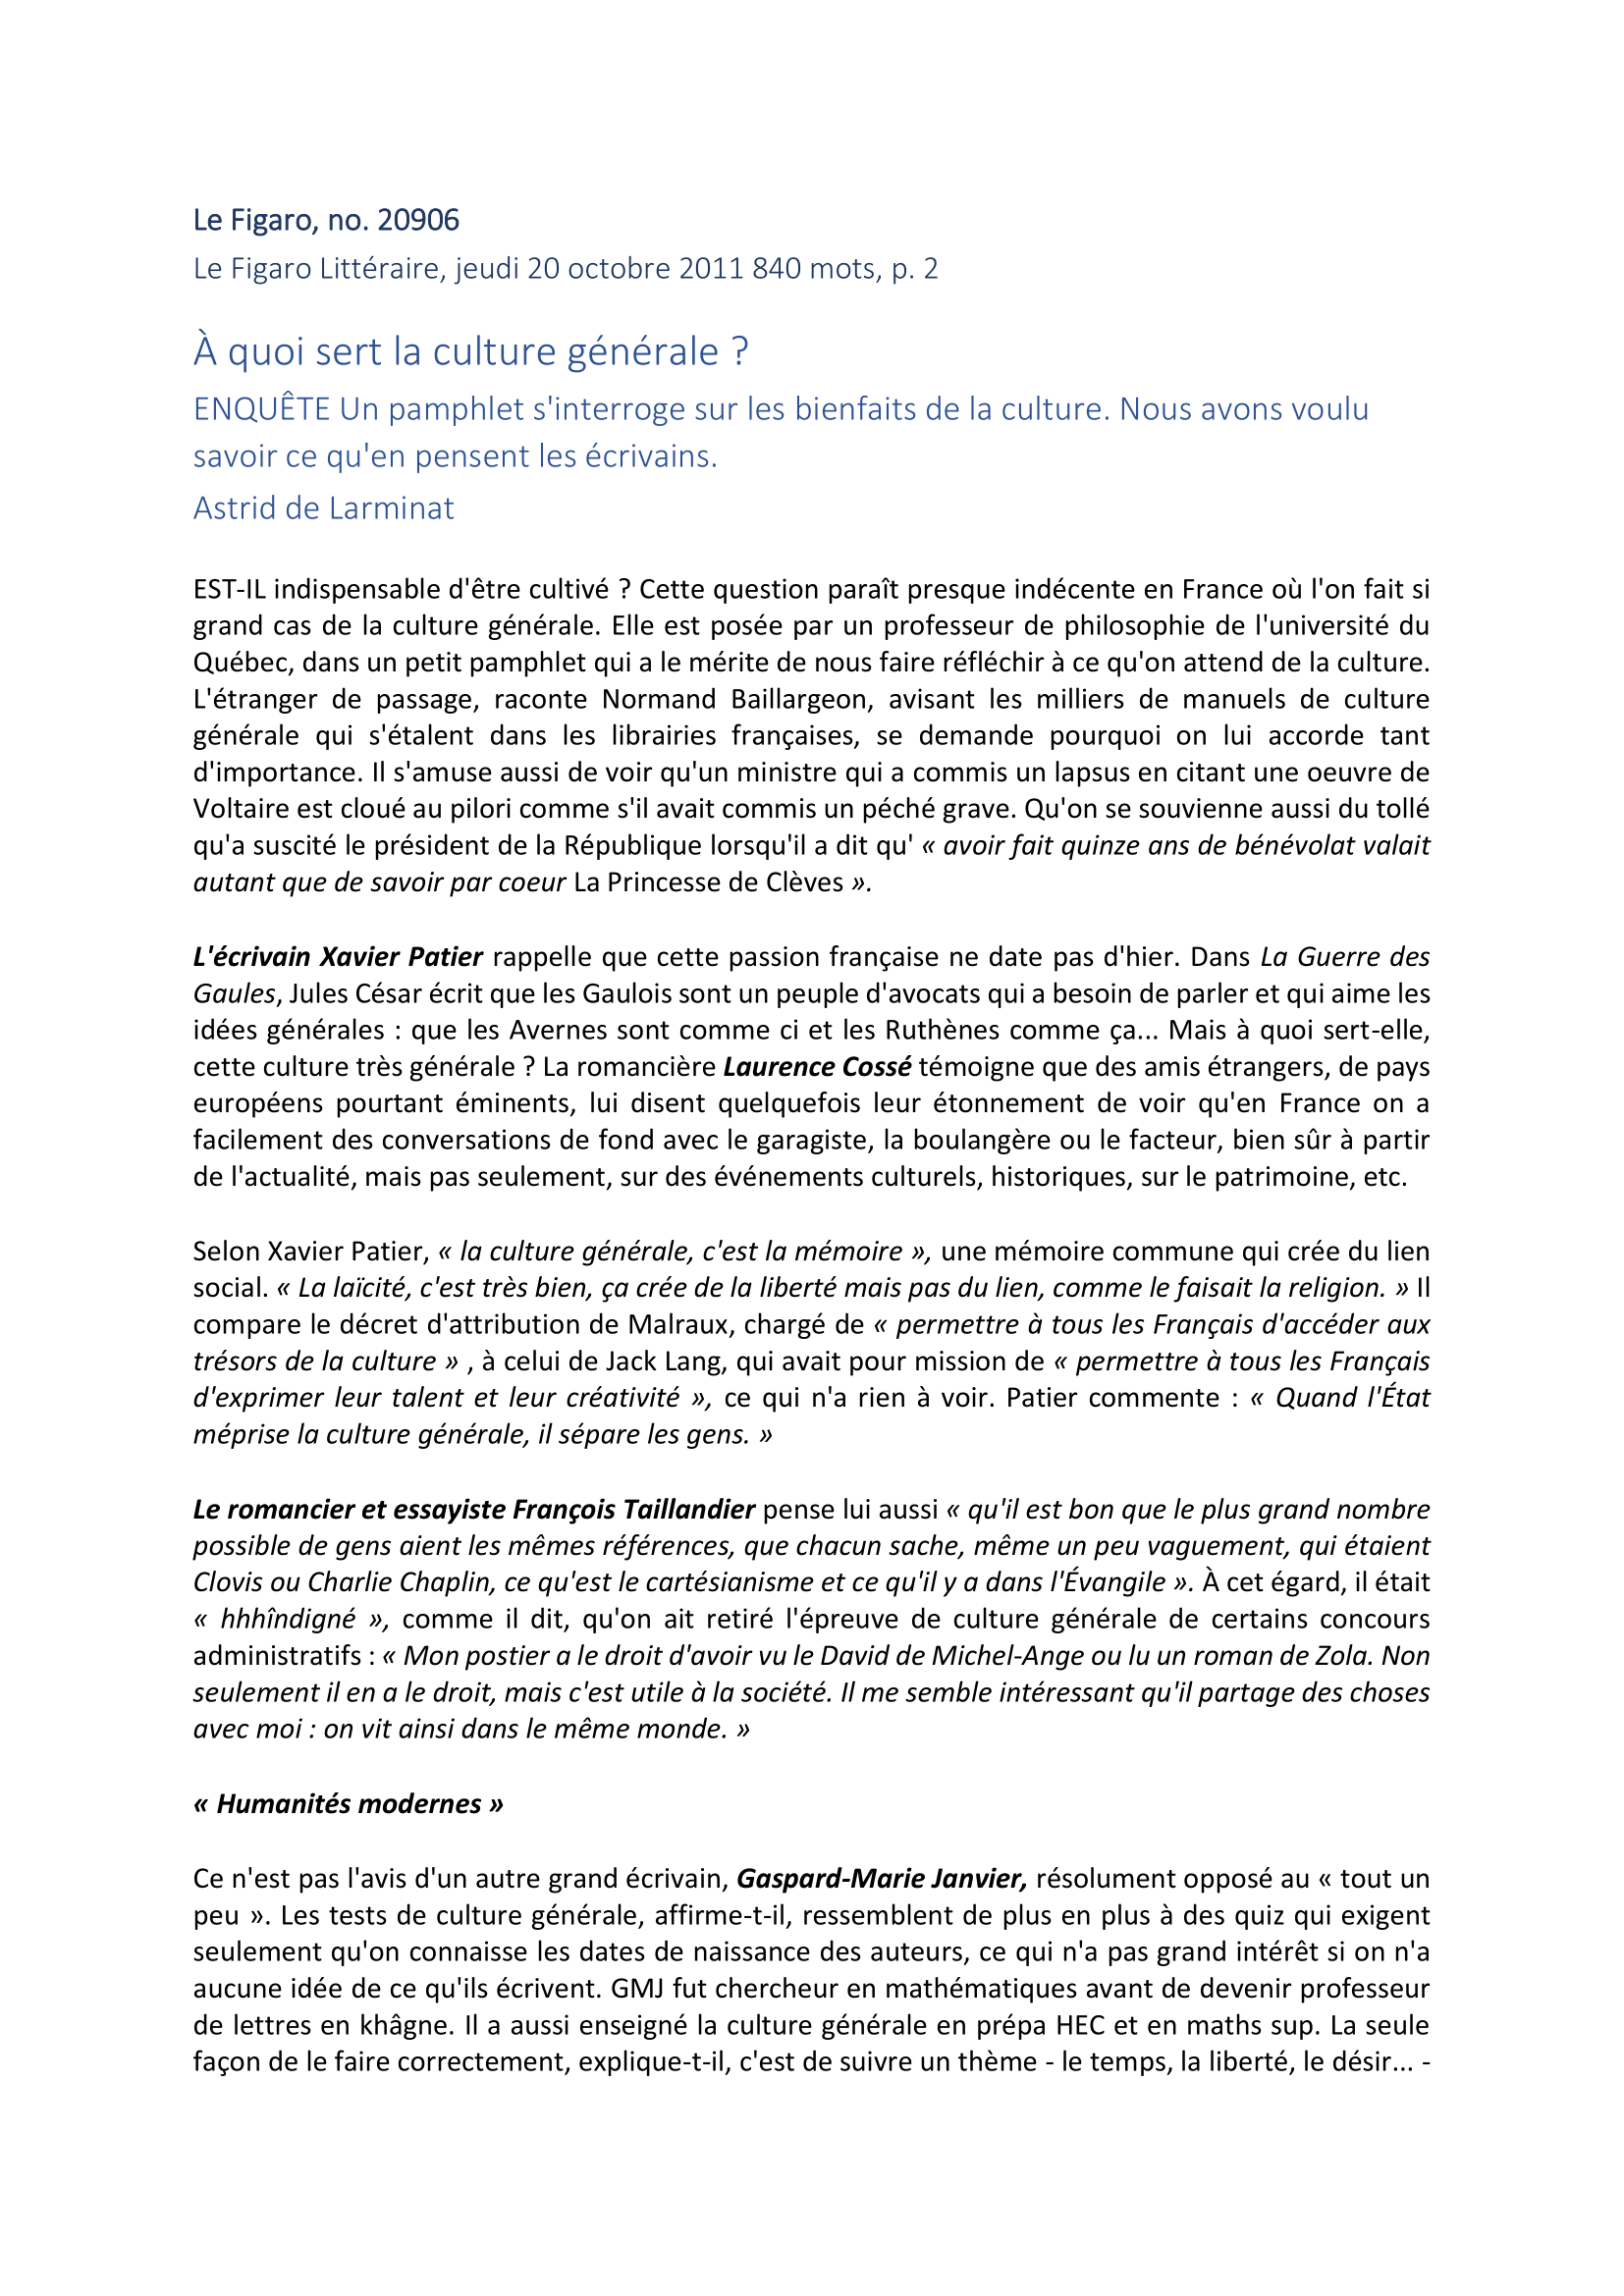 Le Figaro, no. 20906
Le Figaro Littéraire, jeudi 20 octobre 2011 840 mots, p. 2
À quoi sert la culture générale ?
ENQUÊTE Un pamphlet s'interroge sur les bienfaits de la culture. Nous avons voulu
savoir ce qu'en pensent les écrivains.
Astrid de Larminat
EST-IL indispensable d'être cultivé ? Cette question paraît presque indécente en France où l'on fait si
grand cas de la culture générale. Elle est posée par un professeur de philosophie de l'université du
Québec, dans un petit pamphlet qui a le mérite de nous faire réfléchir à ce qu'on attend de la culture.
L'étranger de passage, raconte Normand Baillargeon, avisant les milliers de manuels de culture
générale qui s'étalent dans les librairies françaises, se demande pourquoi on lui accorde tant
d'importance. Il s'amuse aussi de voir qu'un ministre qui a commis un lapsus en citant une oeuvre de
Voltaire est cloué au pilori comme s'il avait commis un péché grave. Qu'on se souvienne aussi du tollé
qu'a suscité le président de la République lorsqu'il a dit qu' « avoir fait quinze ans de bénévolat valait
autant que de savoir par coeur La Princesse de Clèves ».
L'écrivain Xavier Patier rappelle que cette passion française ne date pas d'hier. Dans La Guerre des
Gaules, Jules César écrit que les Gaulois sont un peuple d'avocats qui a besoin de parler et qui aime les
idées générales : que les Avernes sont comme ci et les Ruthènes comme ça... Mais à quoi sert-elle,
cette culture très générale ? La romancière Laurence Cossé témoigne que des amis étrangers, de pays
européens pourtant éminents, lui disent quelquefois leur étonnement de voir qu'en France on a
facilement des conversations de fond avec le garagiste, la boulangère ou le facteur, bien sûr à partir
de l'actualité, mais pas seulement, sur des événements culturels, historiques, sur le patrimoine, etc.
Selon Xavier Patier, « la culture générale, c'est la mémoire », une mémoire commune qui crée du lien
social. « La laïcité, c'est très bien, ça crée de la liberté mais pas du lien, comme le faisait la religion. » Il
compare le décret d'attribution de Malraux, chargé de « permettre à tous les Français d'accéder aux
trésors de la culture » , à celui de Jack Lang, qui avait pour mission de « permettre à tous les Français
d'exprimer leur talent et leur créativité », ce qui n'a rien à voir. Patier commente : « Quand l'État
méprise la culture générale, il sépare les gens. »
Le romancier et essayiste François Taillandier pense lui aussi « qu'il est bon que le plus grand nombre
possible de gens aient les mêmes références, que chacun sache, même un peu vaguement, qui étaient
Clovis ou Charlie Chaplin, ce qu'est le cartésianisme et ce qu'il y a dans l'Évangile ». À cet égard, il était
« hhhîndigné », comme il dit, qu'on ait retiré l'épreuve de culture générale de certains concours
administratifs : « Mon postier a le droit d'avoir vu le David de Michel-Ange ou lu un roman de Zola. Non
seulement il en a le droit, mais c'est utile à la société. Il me semble intéressant qu'il partage des choses
avec moi : on vit ainsi dans le même monde. »
« Humanités modernes »
Ce n'est pas l'avis d'un autre grand écrivain, Gaspard-Marie Janvier, résolument opposé au « tout un
peu ». Les tests de culture générale, affirme-t-il, ressemblent de plus en plus à des quiz qui exigent
seulement qu'on connaisse les dates de naissance des auteurs, ce qui n'a pas grand intérêt si on n'a
aucune idée de ce qu'ils écrivent. GMJ fut chercheur en mathématiques avant de devenir professeur
de lettres en khâgne. Il a aussi enseigné la culture générale en prépa HEC et en maths sup. La seule
façon de le faire correctement, explique-t-il, c'est de suivre un thème - le temps, la liberté, le désir... -